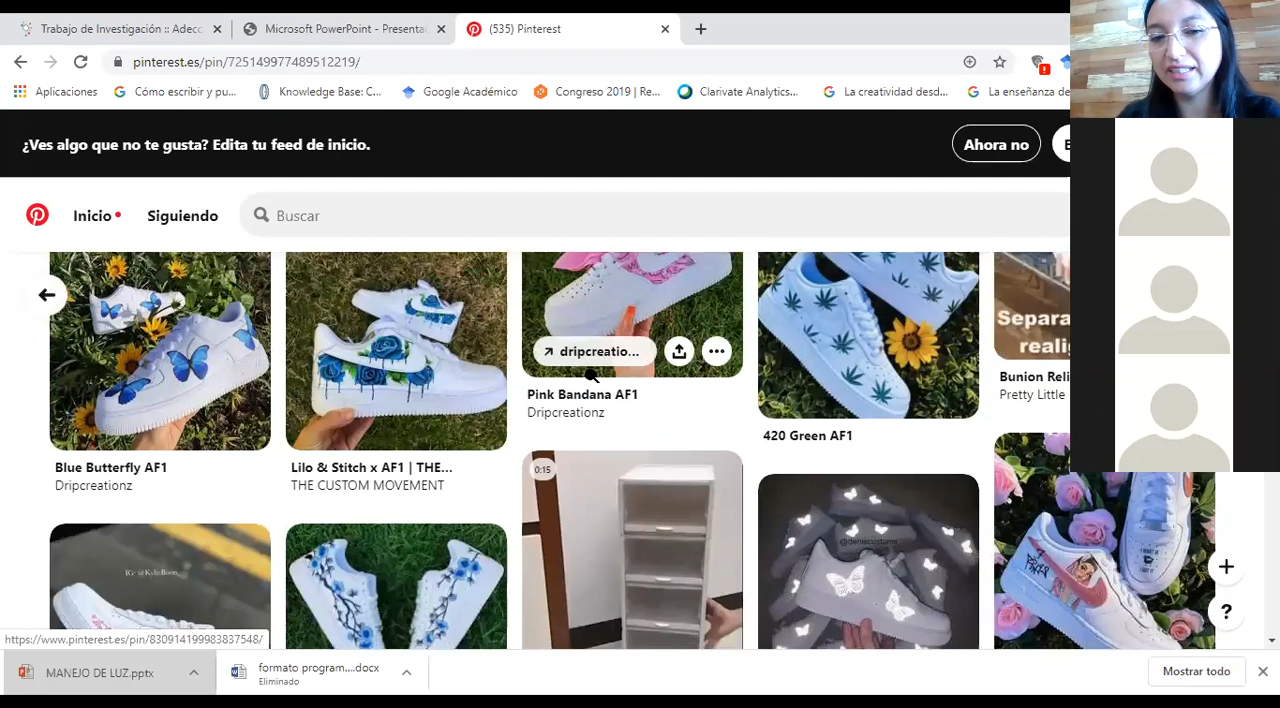 Trabajo de Investigación :: Adecc
Microsoft PowerPoint - Presenta
(535) Pinterest
pinterest.es/pin/725149977489512219/
Aplicaciones
Cómo escribir y pu...
Knowledge Base: C...
Google Académico
Congreso 2019 | Re...
Clarivate Analytics...
La creatividad desd...
La enseñanza de
¿Ves algo que no te gusta? Edita tu feed de inicio.
Ahora no
Inicio
Siguiendo
Buscar
dripcreatio...
Separa
reali
Pink Bandana AF1
Dripcreationz
Bunion Reli
Pretty Little
420 Green AF1
Blue Butterfly AF1
Dripcreationz
Lilo & Stitch x AF1 | THE...
THE CUSTOM MOVEMENT
0:15
IG: @KylieBoon
https://www.pinterest.es/pin/830914199983837548/
MANEJO DE LUZ.pptx
formato program....docx
Eliminado
Mostrar todo